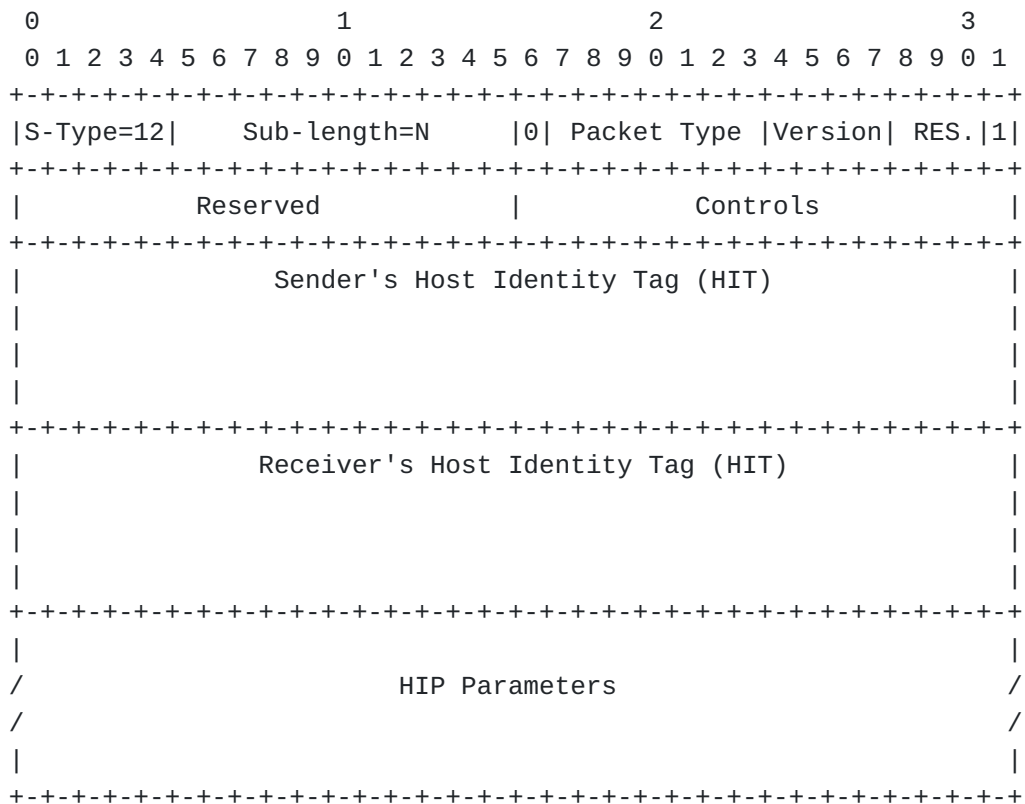 0                   1                   2                   3
 0 1 2 3 4 5 6 7 8 9 0 1 2 3 4 5 6 7 8 9 0 1 2 3 4 5 6 7 8 9 0 1
+-+-+-+-+-+-+-+-+-+-+-+-+-+-+-+-+-+-+-+-+-+-+-+-+-+-+-+-+-+-+-+-+
|S-Type=12|    Sub-length=N     |0| Packet Type |Version| RES.|1|
+-+-+-+-+-+-+-+-+-+-+-+-+-+-+-+-+-+-+-+-+-+-+-+-+-+-+-+-+-+-+-+-+
|           Reserved            |           Controls            |
+-+-+-+-+-+-+-+-+-+-+-+-+-+-+-+-+-+-+-+-+-+-+-+-+-+-+-+-+-+-+-+-+
|                Sender's Host Identity Tag (HIT)               |
|                                                               |
|                                                               |
|                                                               |
+-+-+-+-+-+-+-+-+-+-+-+-+-+-+-+-+-+-+-+-+-+-+-+-+-+-+-+-+-+-+-+-+
|               Receiver's Host Identity Tag (HIT)              |
|                                                               |
|                                                               |
|                                                               |
+-+-+-+-+-+-+-+-+-+-+-+-+-+-+-+-+-+-+-+-+-+-+-+-+-+-+-+-+-+-+-+-+
|                                                               |
/                        HIP Parameters                         /
/                                                               /
|                                                               |
+-+-+-+-+-+-+-+-+-+-+-+-+-+-+-+-+-+-+-+-+-+-+-+-+-+-+-+-+-+-+-+-+